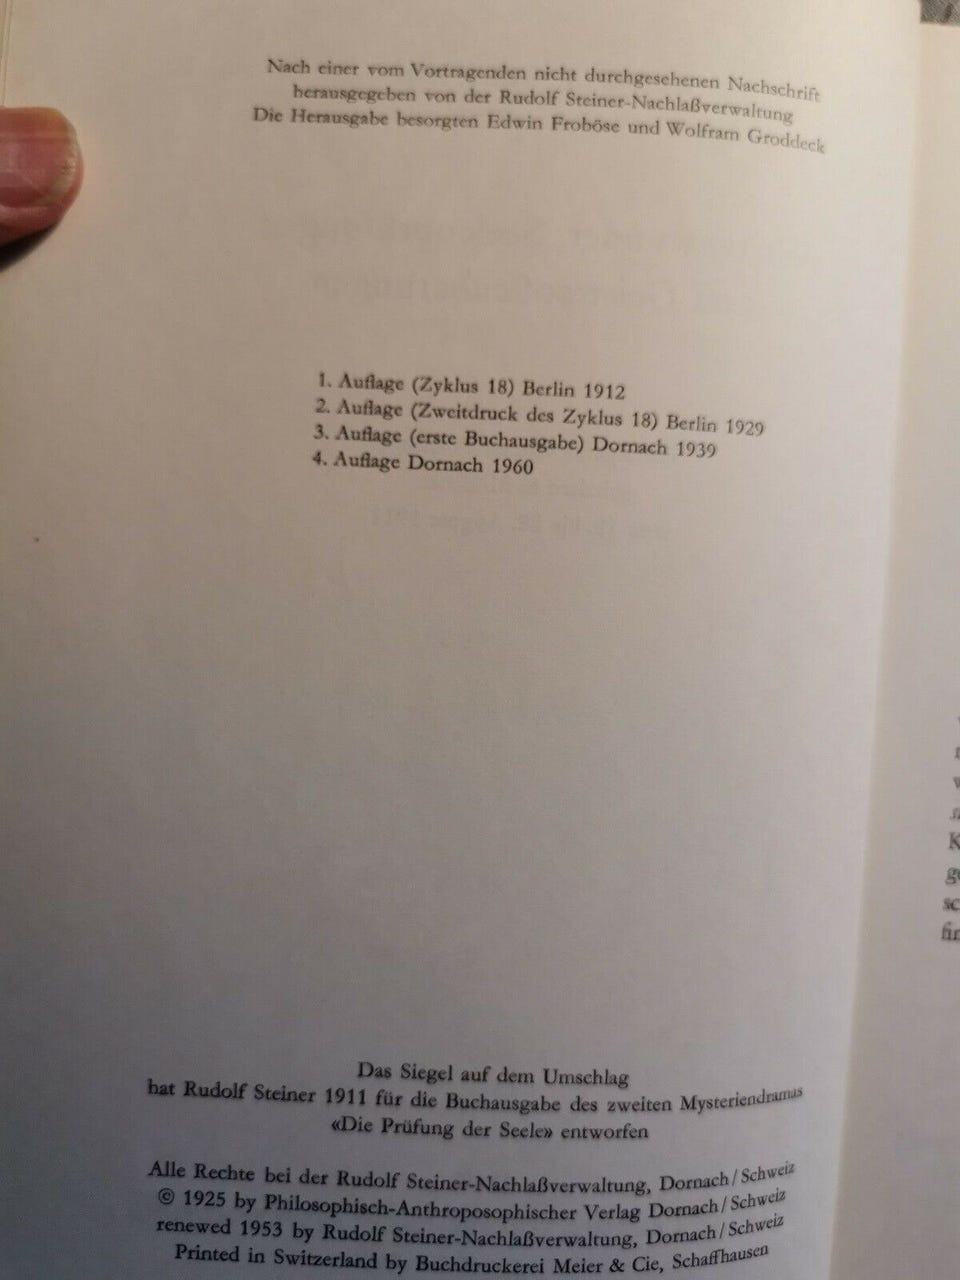 Nach einer vom Vortragenden nicht durchgesehenen Nachschrift
herausgegeben von der Rudolf Steiner-Nachlaßverwaltung
Die Herausgabe besorgten Edwin Froböse und Wolfram Groddeck
1. Auflage (Zyklus 18) Berlin 1912
2. Auflage (Zweitdruck des Zyklus 18) Berlin 1929
3. Auflage (erste Buchausgabe) Dornach 1939
4. Auflage Dornach 1960
Das Siegel auf dem Umschlag
hat Rudolf Steiner 1911 für die Buchausgabe des zweiten Mysteriendramas
«Die Prüfung der Seele» entworfen
Alle Rechte bei der Rudolf Steiner-Nachlaßverwaltung, Dornach/Schweiz
© 1925 by Philosophisch-Anthroposophischer Verlag Dornach/Schweiz
renewed 1953 by Rudolf Steiner-Nachlaßverwaltung, Dornach/Schweiz
Printed in Switzerland by Buchdruckerei Meier & Cie, Schaffhausen